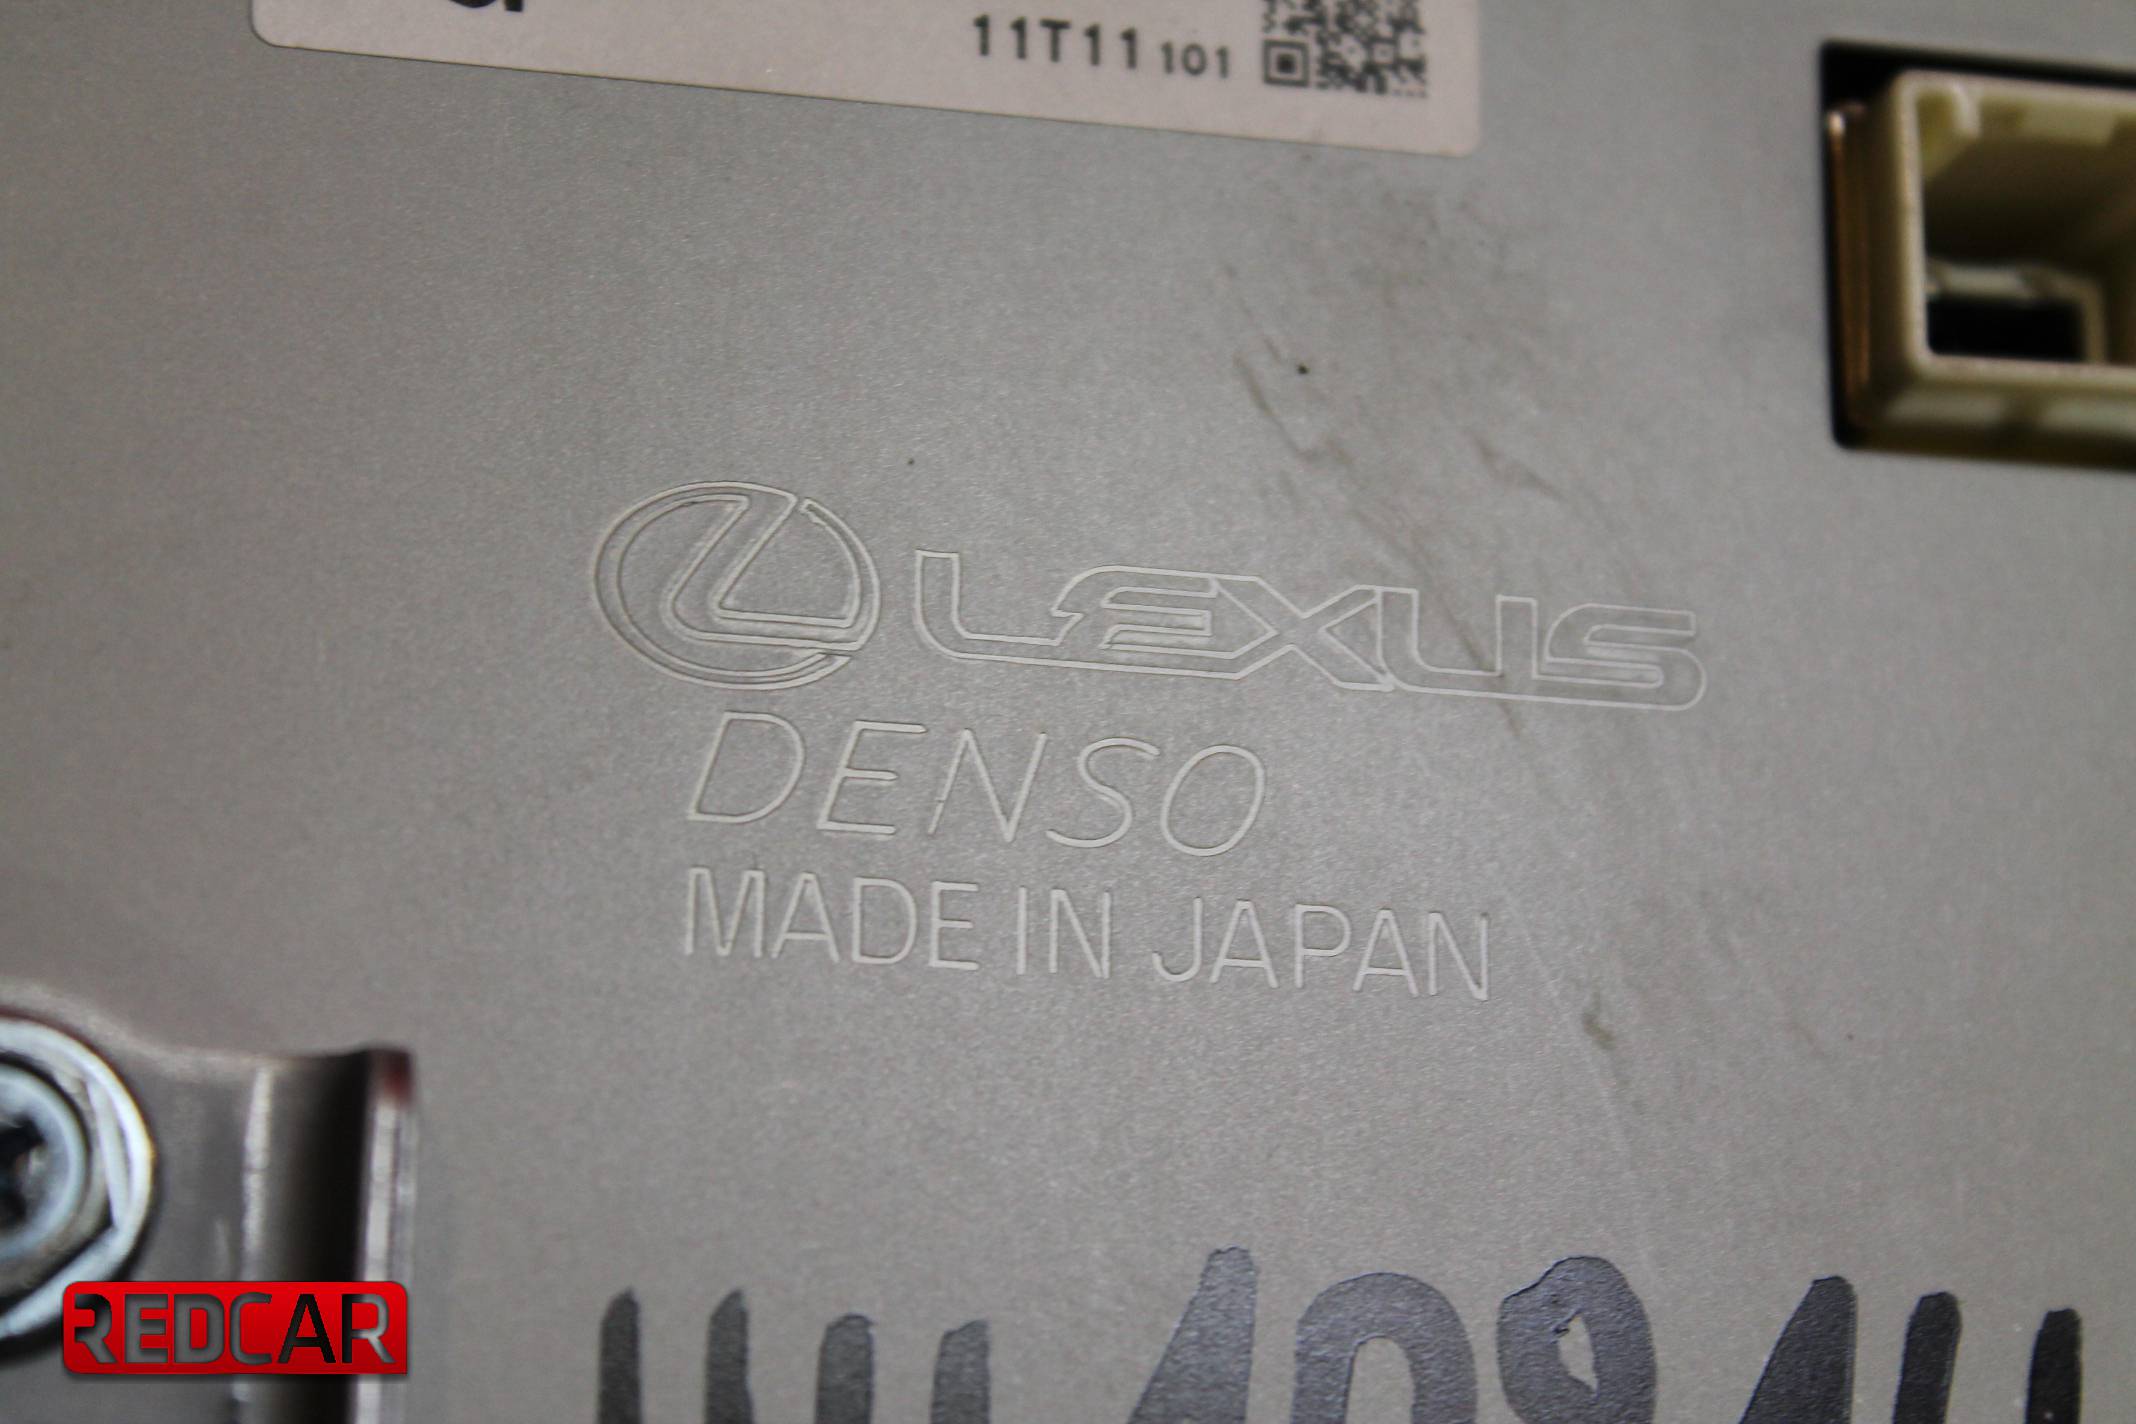 11T11 101
LEXUS
DENSO
MADE IN JAPAN
REDCAR